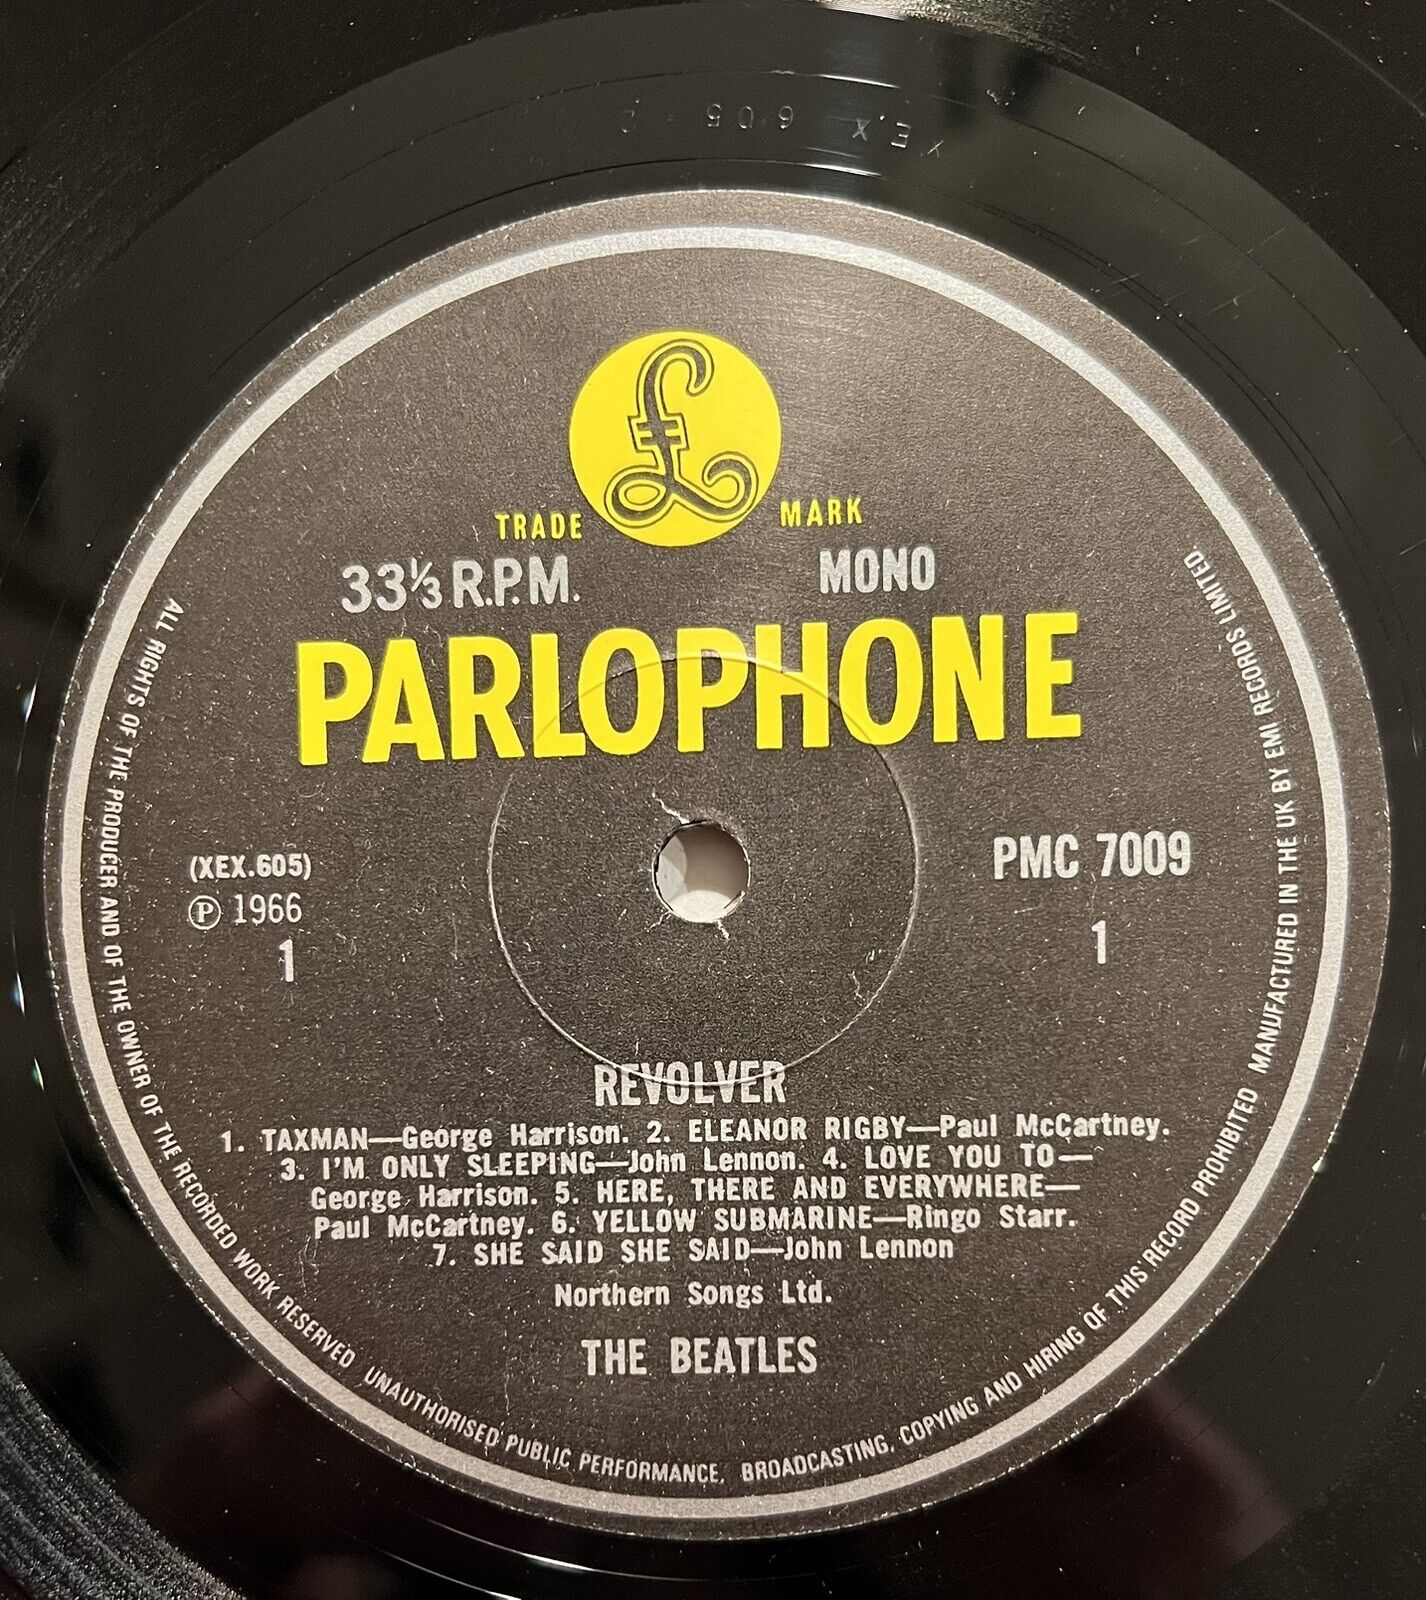 XEX 605 - 2
£
TRADE MARK
33⅓ R.P.M. MONO
PARLOPHONE
(XEX.605)
℗ 1966
1
PMC 7009
1
REVOLVER
1. TAXMAN—George Harrison. 2. ELEANOR RIGBY—Paul McCartney.
3. I'M ONLY SLEEPING—John Lennon. 4. LOVE YOU TO—
George Harrison. 5. HERE, THERE AND EVERYWHERE—
Paul McCartney. 6. YELLOW SUBMARINE—Ringo Starr.
7. SHE SAID SHE SAID—John Lennon
Northern Songs Ltd.
THE BEATLES
ALL RIGHTS OF THE PRODUCER AND OF THE OWNER OF THE RECORDED WORK RESERVED UNAUTHORISED PUBLIC PERFORMANCE, BROADCASTING, COPYING AND HIRING OF THIS RECORD PROHIBITED MANUFACTURED IN THE UK BY EMI RECORDS LIMITED